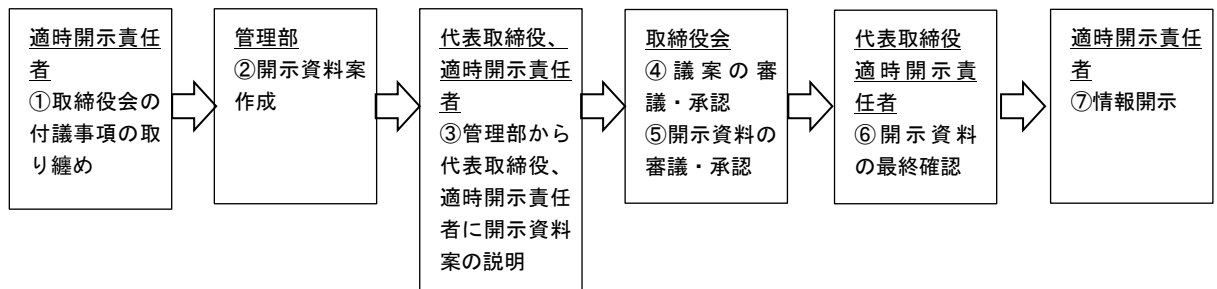 適時開示責任
者
①取締役会の
付議事項の取
り纏め
管理部
②開示資料案
作成
代表取締役、
適時開示責任
者
③管理部から
代表取締役、
適時開示責任
者に開示資料
案の説明
取締役会
④議案の審
議・承認
⑤開示資料の
審議・承認
代表取締役
適時開示責
任者
⑥開示資料
の最終確認
適時開示責任
者
⑦情報開示